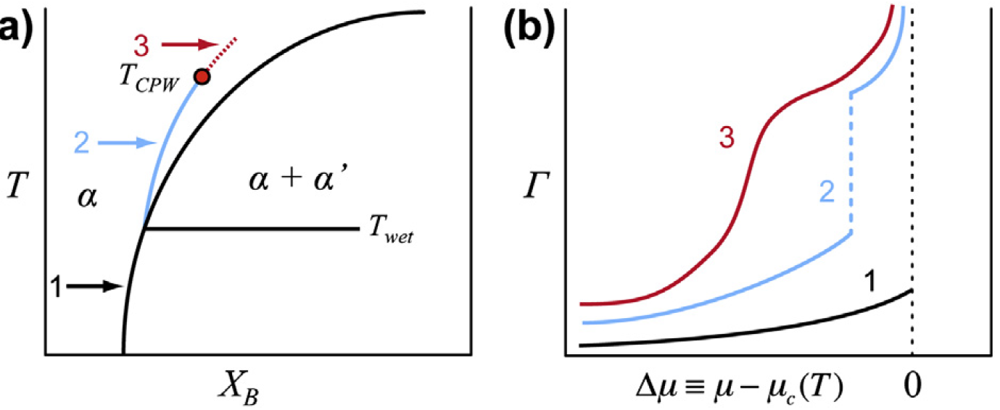 a)
3
T_CPW
2
T
α
α + α’
T_wet
1
X_B
(b)
3
Γ
2
1
Δμ ≡ μ − μ_c(T)
0